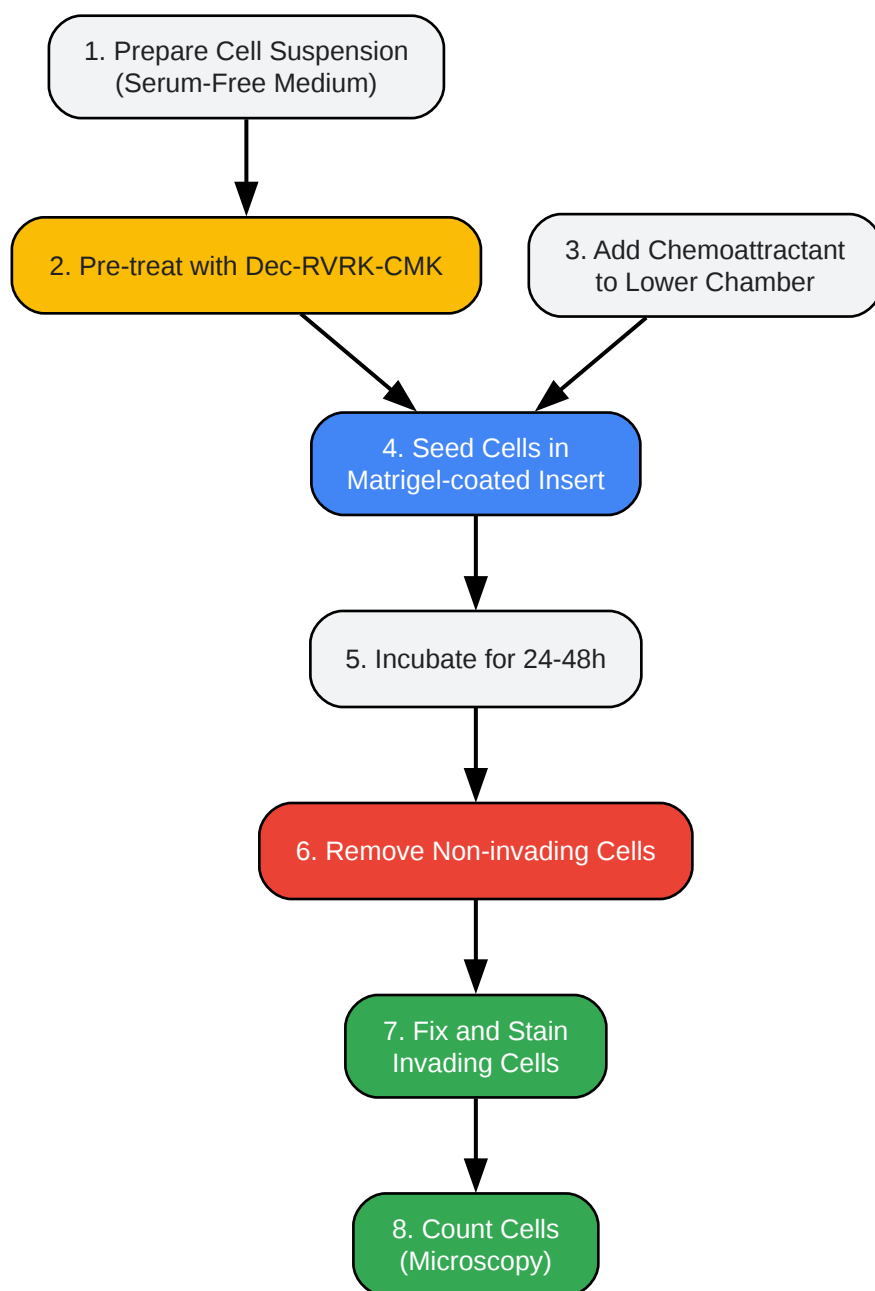 1. Prepare Cell Suspension
(Serum-Free Medium)
2. Pre-treat with Dec-RVRK-CMK
3. Add Chemoattractant
to Lower Chamber
4. Seed Cells in
Matrigel-coated Insert
5. Incubate for 24-48h
6. Remove Non-invading Cells
7. Fix and Stain
Invading Cells
8. Count Cells
(Microscopy)